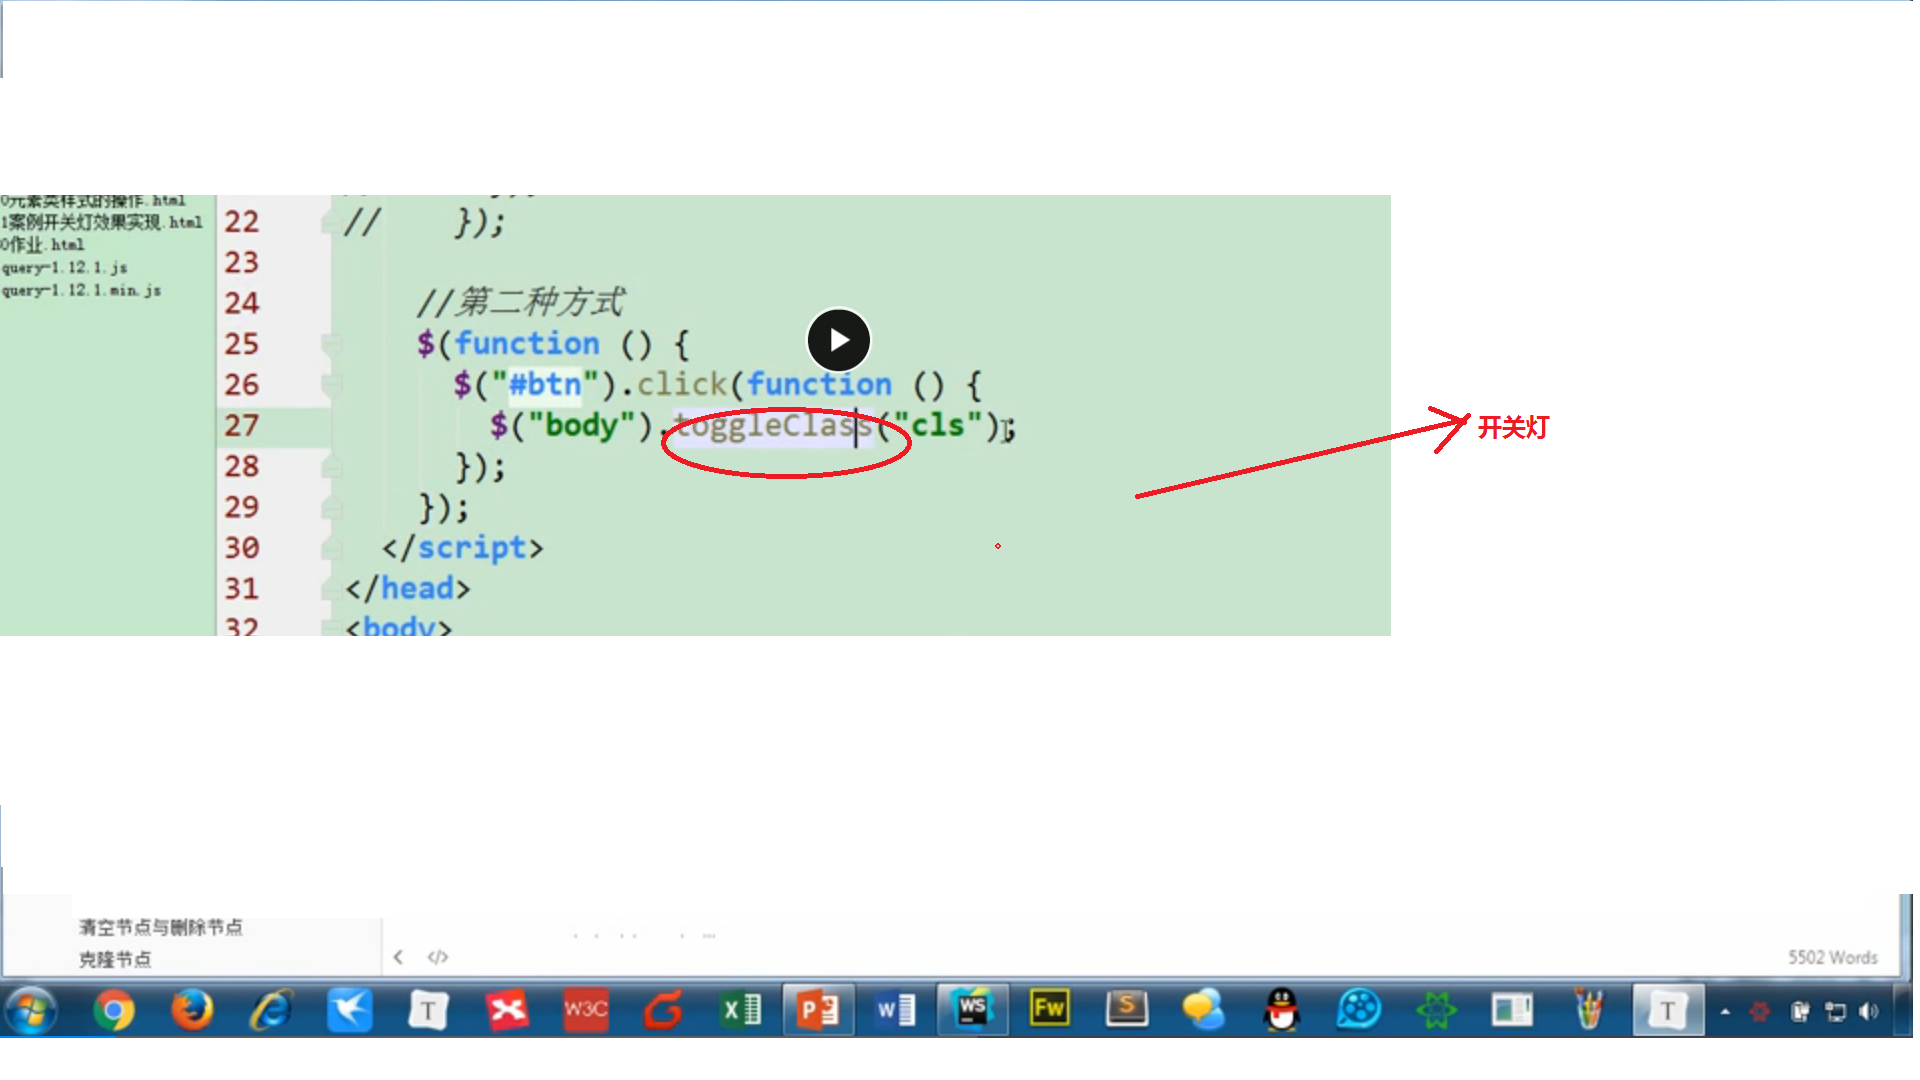 0元素类样式的操作.html
1案例开关灯效果实现.html
0作业.html
query-1.12.1.js
query-1.12.1.min.js
22 // });
23
24 //第二种方式
25 $(function () {
26 $("#btn").click(function () {
27 $("body").toggleClass("cls");
28 });
29 });
30 </script>
31 </head>
32 <body>
开关灯
清空节点与删除节点
克隆节点
< </>
5502 Words
T
W3C
X
P
W
WS
Fw
S
T